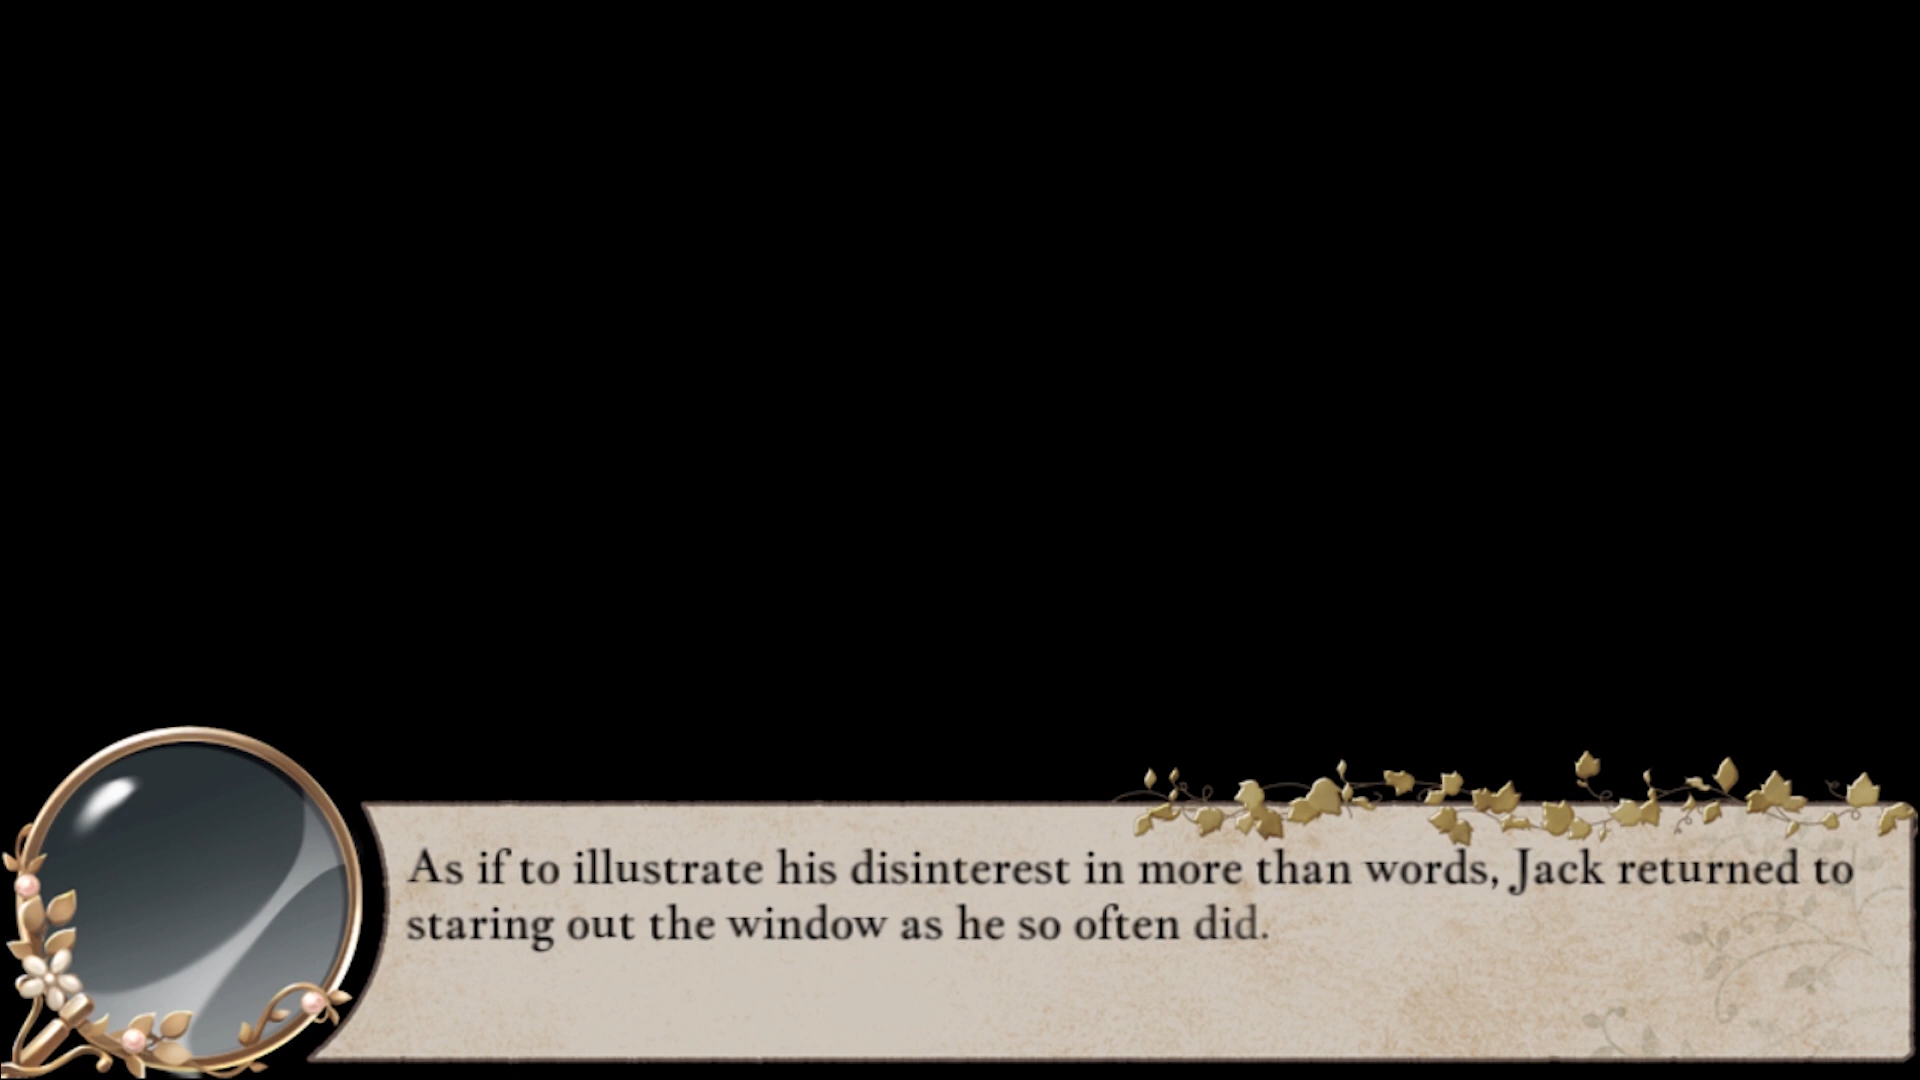 As if to illustrate his disinterest in more than words, Jack returned to
staring out the window as he so often did.